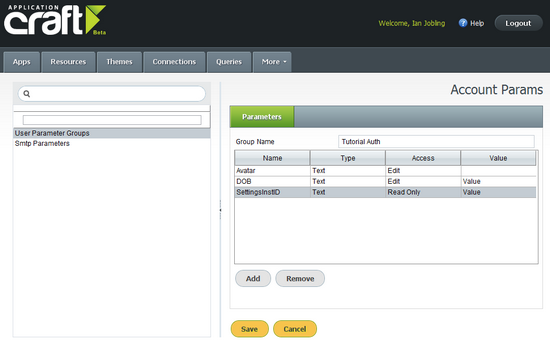 APPLICATION
craft
Beta
Welcome, Ian Jobling
? Help
Logout
Apps
Resources
Themes
Connections
Queries
More
Account Params
User Parameter Groups
Smtp Parameters
Parameters
Group Name
Tutorial Auth
Name Type Access Value
Avatar Text Edit
DOB Text Edit Value
SettingsInstID Text Read Only Value
Add
Remove
Save
Cancel